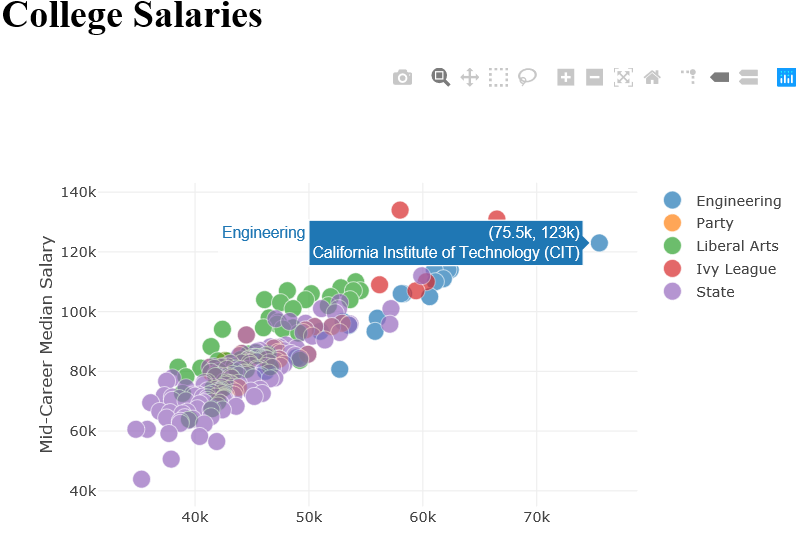 College Salaries
140k
120k
100k
80k
60k
40k
Mid-Career Median Salary
40k
50k
60k
70k
Engineering
(75.5k, 123k)
California Institute of Technology (CIT)
Engineering
Party
Liberal Arts
Ivy League
State